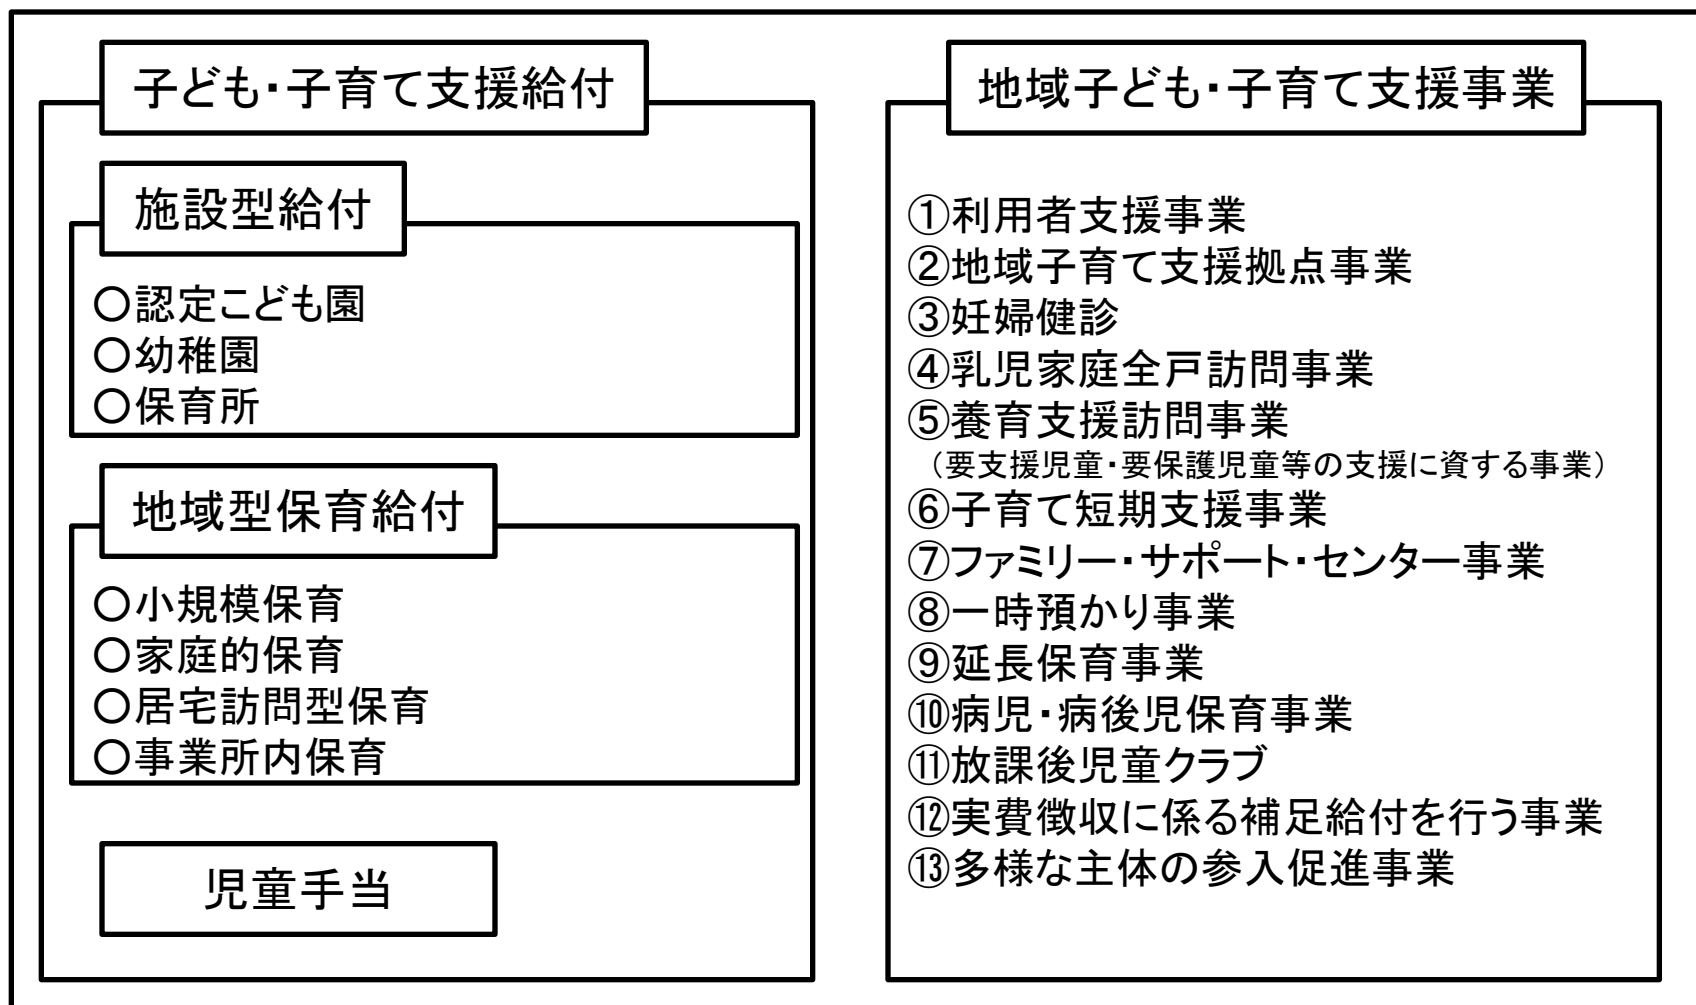 子ども・子育て支援給付
施設型給付
○認定こども園
○幼稚園
○保育所
地域型保育給付
○小規模保育
○家庭的保育
○居宅訪問型保育
○事業所内保育
児童手当
地域子ども・子育て支援事業
①利用者支援事業
②地域子育て支援拠点事業
③妊婦健診
④乳児家庭全戸訪問事業
⑤養育支援訪問事業
（要支援児童・要保護児童等の支援に資する事業）
⑥子育て短期支援事業
⑦ファミリー・サポート・センター事業
⑧一時預かり事業
⑨延長保育事業
⑩病児・病後児保育事業
⑪放課後児童クラブ
⑫実費徴収に係る補足給付を行う事業
⑬多様な主体の参入促進事業